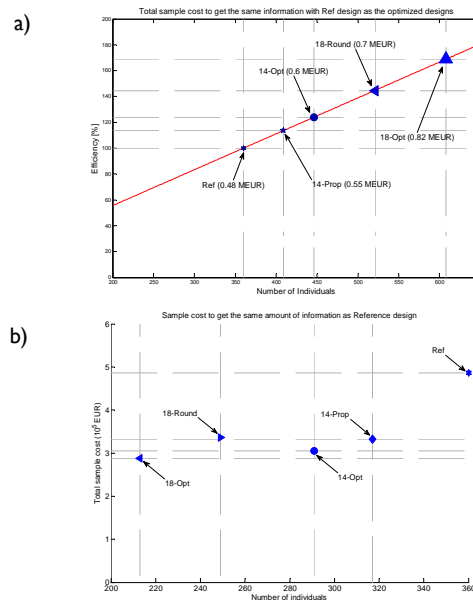 a)
Total sample cost to get the same information with Ref design as the optimized designs
200
180
160
140
120
100
80
60
40
20
0
Efficiency [%]
18-Round (0.7 MEUR)
14-Opt (0.6 MEUR)
18-Opt (0.82 MEUR)
14-Prop (0.55 MEUR)
Ref (0.48 MEUR)
200 250 300 350 400 450 500 550 600
Number of Individuals
b)
Sample cost to get the same amount of information as Reference design
6
5
4
3
2
1
0
Total sample cost (10⁵ EUR)
Ref
18-Round
14-Prop
18-Opt
14-Opt
200 220 240 260 280 300 320 340 360
Number of individuals